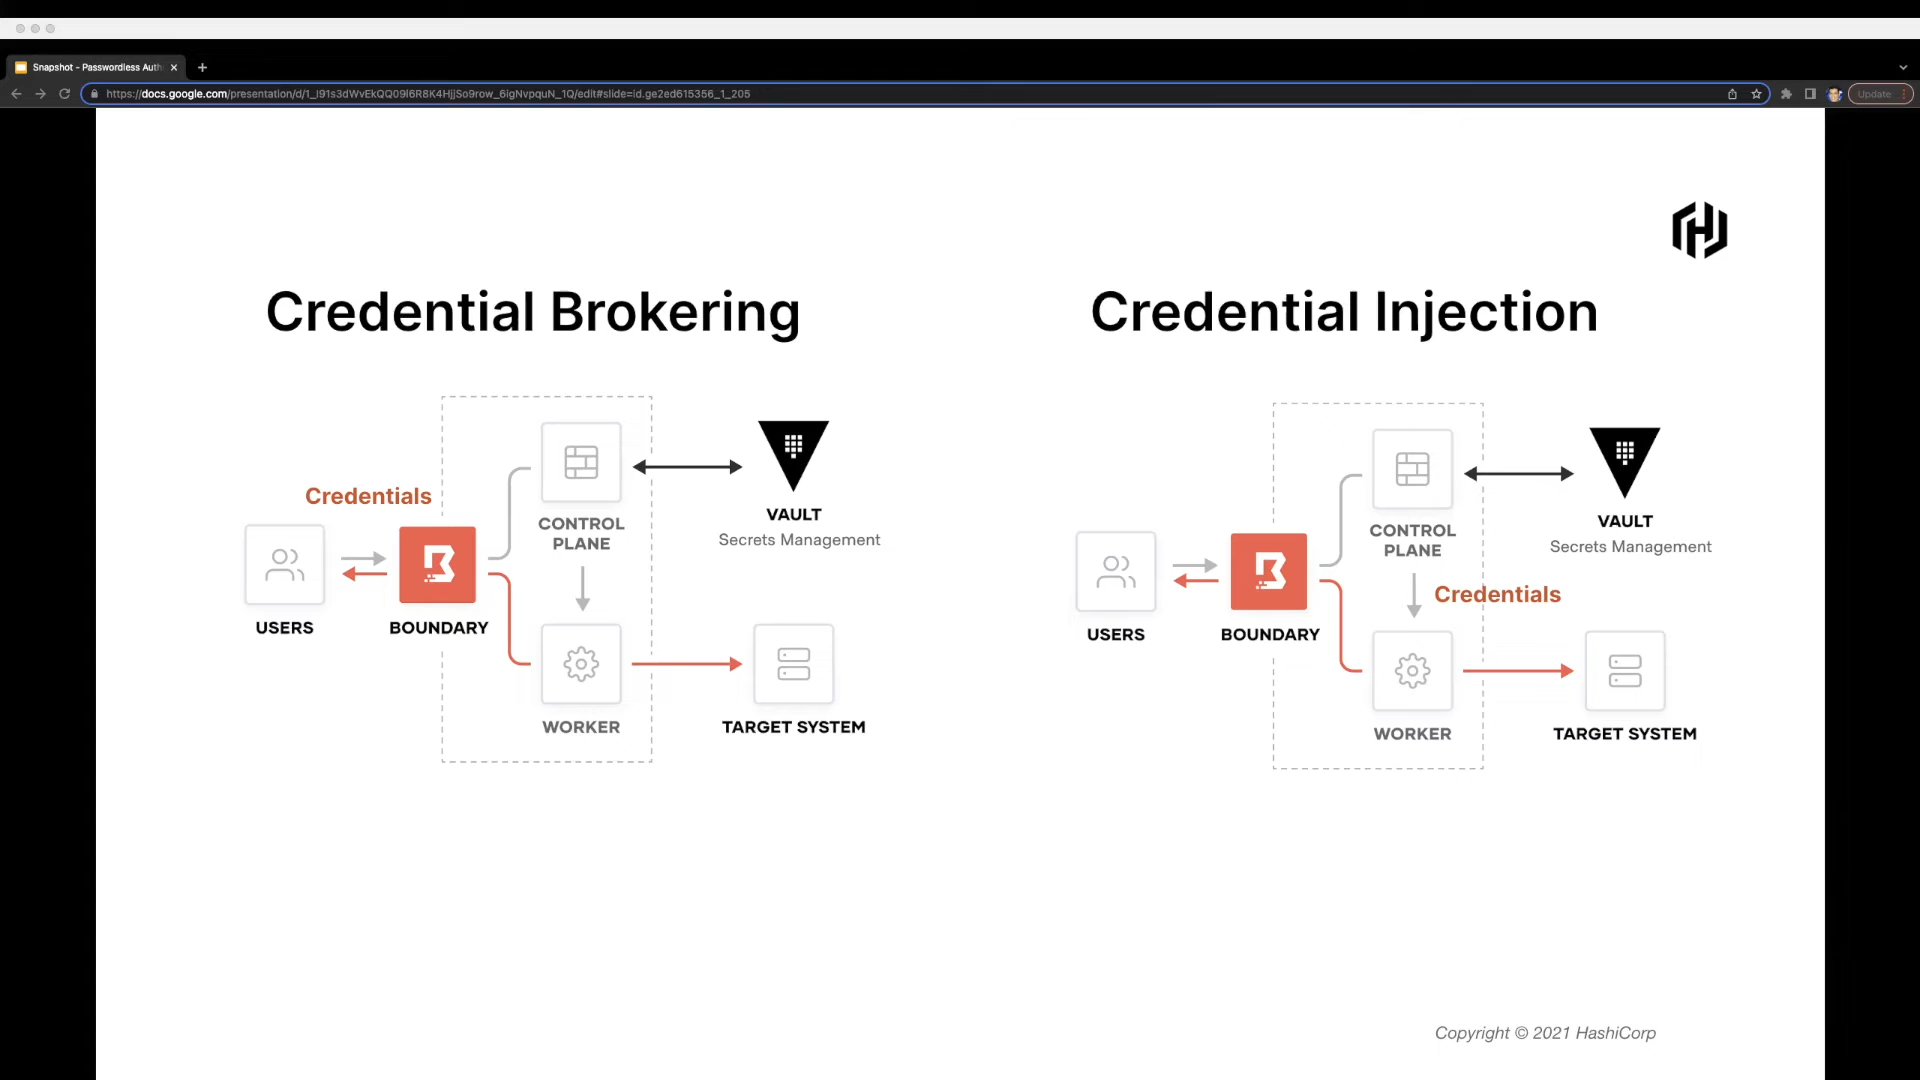 Snapshot - Passwordless Auth
https://docs.google.com/presentation/d/1_I91s3dWvEkQQ09I6R8K4HjjSo9row_6igNvpquN_1Q/edit#slide=id.ge2ed615356_1_205
Update
Credential Brokering
Credentials
USERS
BOUNDARY
CONTROL
PLANE
VAULT
Secrets Management
WORKER
TARGET SYSTEM
Credential Injection
USERS
BOUNDARY
CONTROL
PLANE
VAULT
Secrets Management
Credentials
WORKER
TARGET SYSTEM
Copyright © 2021 HashiCorp